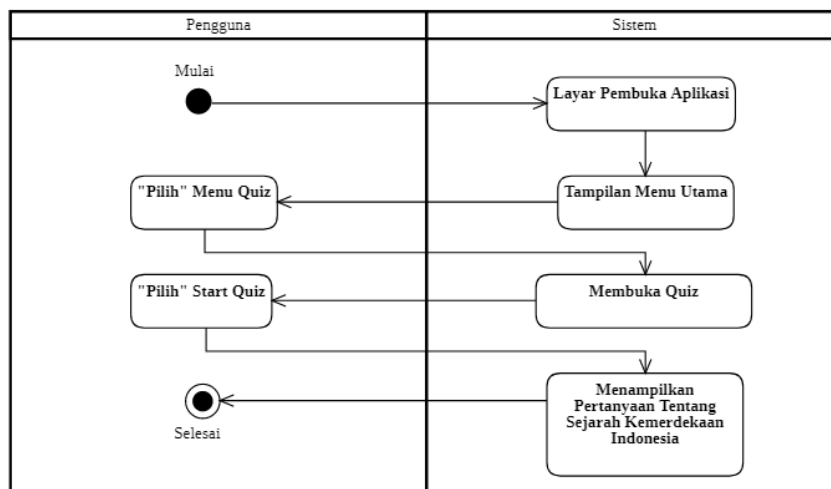 Pengguna
Sistem
Mulai
Layar Pembuka Aplikasi
"Pilih" Menu Quiz
Tampilan Menu Utama
"Pilih" Start Quiz
Membuka Quiz
Menampilkan
Pertanyaan Tentang
Sejarah Kemerdekaan
Indonesia
Selesai